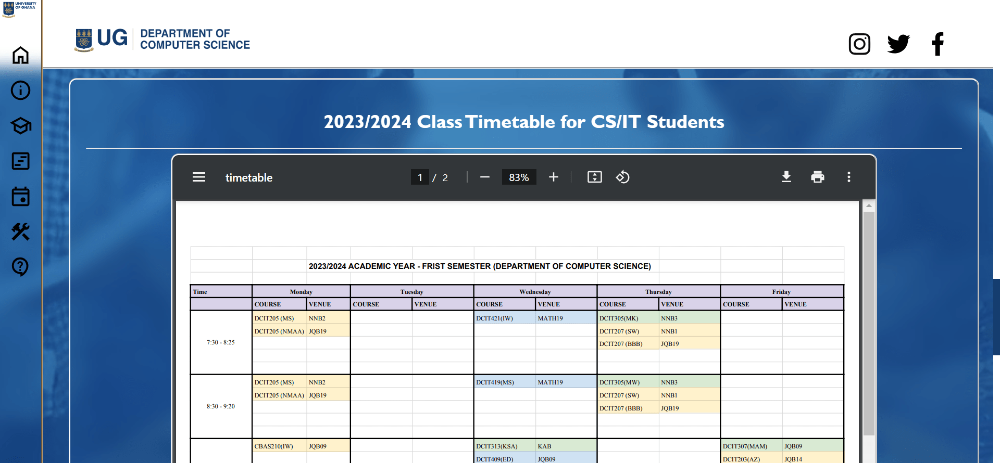 UNIVERSITY
OF GHANA
UG
DEPARTMENT OF
COMPUTER SCIENCE
2023/2024 Class Timetable for CS/IT Students
timetable
1 / 2
83%
2023/2024 ACADEMIC YEAR - FRIST SEMESTER (DEPARTMENT OF COMPUTER SCIENCE)
Time Monday Tuesday Wednesday Thursday Friday
COURSE VENUE COURSE VENUE COURSE VENUE COURSE VENUE COURSE VENUE
DCIT205 (MS) NNB2 DCIT421(IW) MATH19 DCIT305(MK) NNB3
DCIT205 (NMAA) JQB19 DCIT207 (SW) NNB1
7:30 - 8:25 DCIT207 (BBB) JQB19
DCIT205 (MS) NNB2 DCIT419(MS) MATH19 DCIT305(MW) NNB3
DCIT205 (NMAA) JQB19 DCIT207 (SW) NNB1
8:30 - 9:20 DCIT207 (BBB) JQB19
CBAS210(IW) JQB09 DCIT313(KSA) KAB DCIT307(MAM) JQB09
DCIT409(ED) JQB09 DCIT203(AZ) JQB14